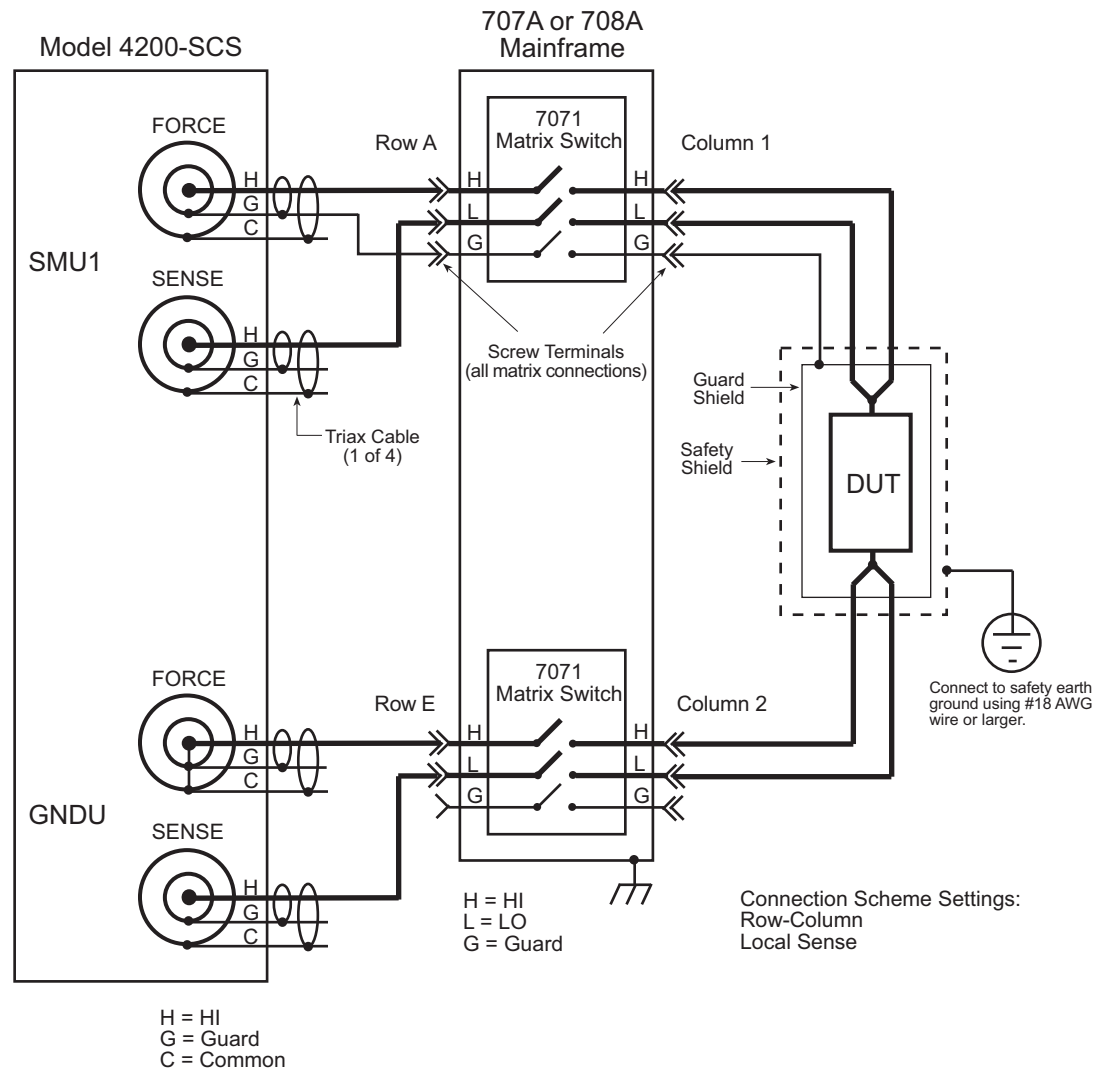 707A or 708A
Mainframe
Model 4200-SCS
7071
Matrix Switch
FORCE
Row A
Column 1
H
G
C
H
L
G
H
L
G
SMU1
SENSE
H
G
C
Screw Terminals
(all matrix connections)
Triax Cable
(1 of 4)
Guard
Shield
Safety
Shield
DUT
Connect to safety earth
ground using #18 AWG
wire or larger.
FORCE
7071
Matrix Switch
Row E
Column 2
H
G
C
H
L
G
H
L
G
GNDU
SENSE
H
G
C
H = HI
L = LO
G = Guard
Connection Scheme Settings:
Row-Column
Local Sense
H = HI
G = Guard
C = Common